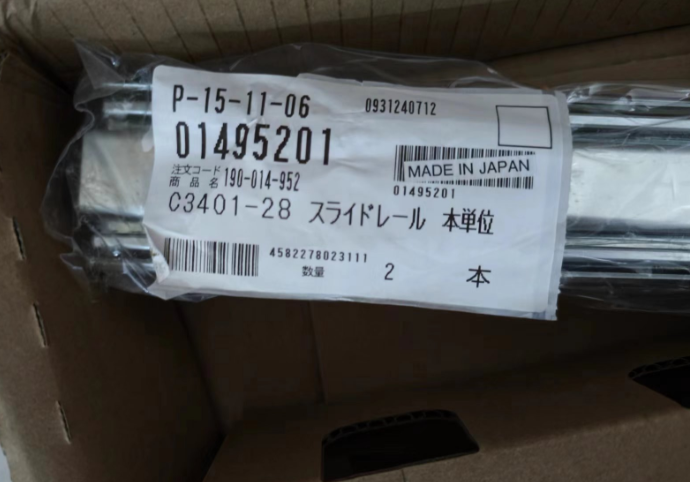 P-15-11-06 0931240712
01495201
注文コード
商品名 190-014-952
MADE IN JAPAN
01495201
C3401-28 スライドレール 本単位
4582278023111
数量 2 本